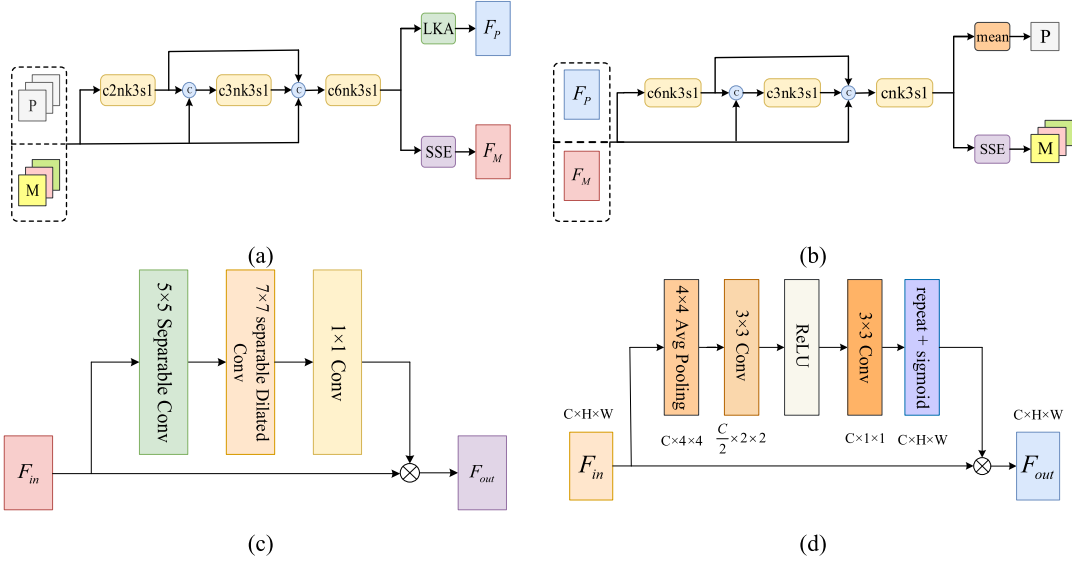 P
M
c2nk3s1
c
c3nk3s1
c
c6nk3s1
LKA
F_P
SSE
F_M
(a)
F_P
F_M
c6nk3s1
c
c3nk3s1
c
cnk3s1
mean
P
SSE
M
(b)
F_in
5×5 Separable Conv
7×7 separable Dilated
Conv
1×1 Conv
F_out
(c)
C×H×W
F_in
4×4 Avg Pooling
C×4×4
3×3 Conv
C/2 ×2×2
ReLU
3×3 Conv
C×1×1
repeat + sigmoid
C×H×W
C×H×W
F_out
(d)